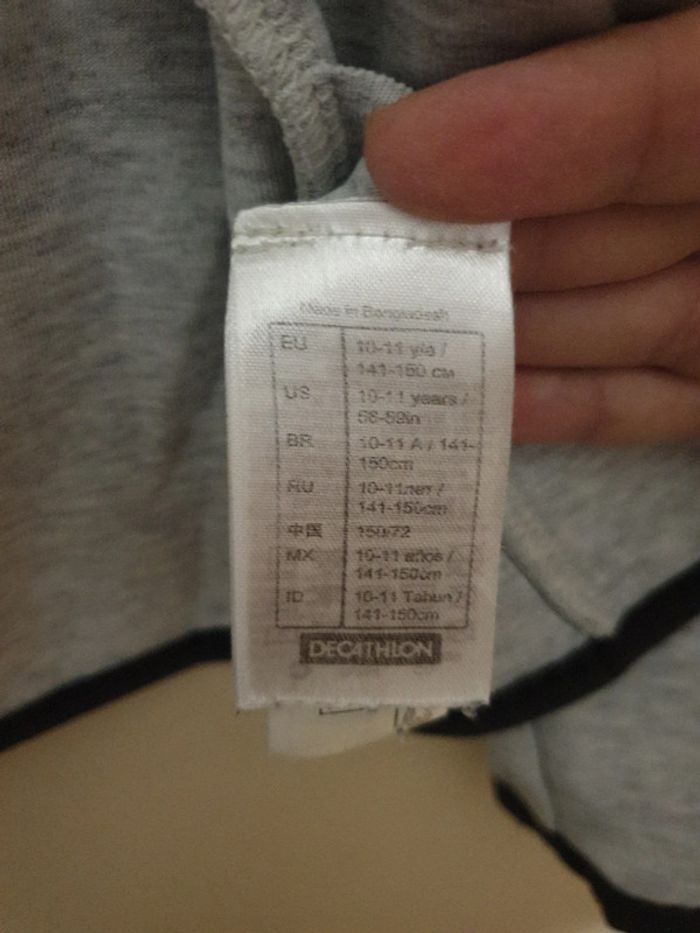 Made in Bangladesh
EU 10-11 y/a /
141-150 cm
US 10-11 years /
56-59in
BR 10-11 A / 141-
150cm
RU 10-11лет /
141-150cm
中国 150/72
MX 10-11 años /
141-150cm
ID 10-11 Tahun /
141-150cm
DECATHLON